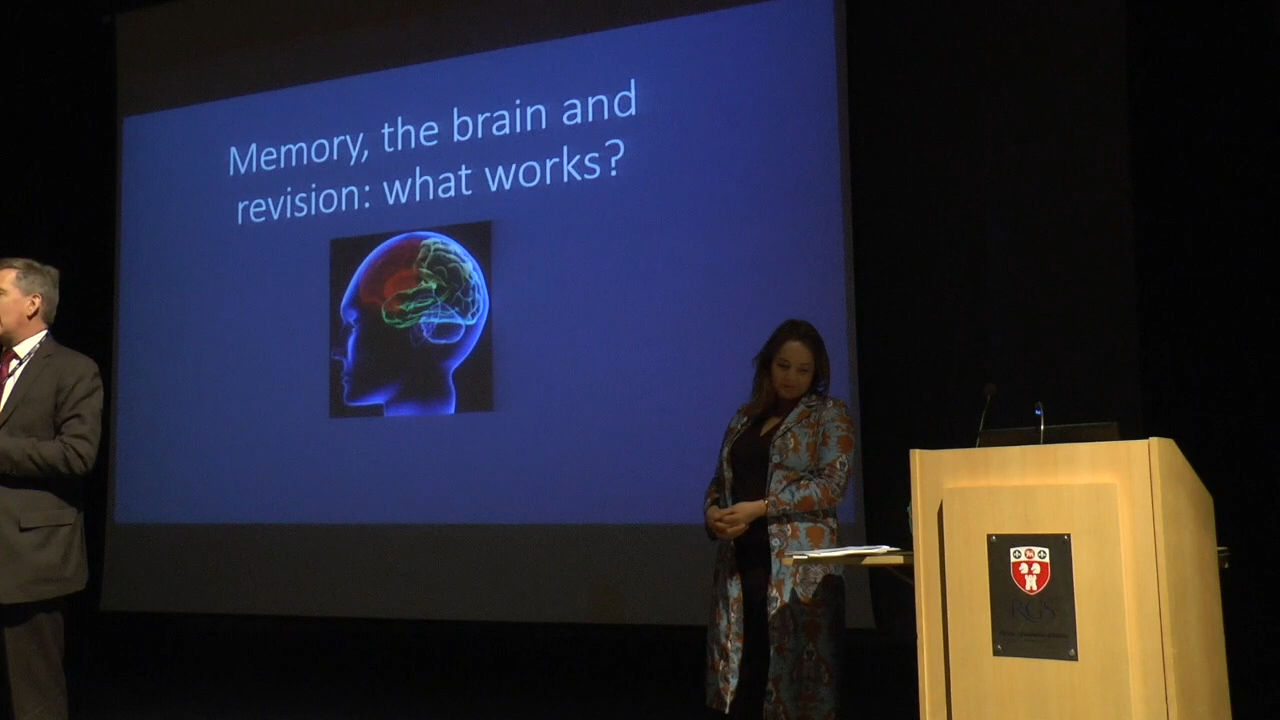 Memory, the brain and
revision: what works?
RGS